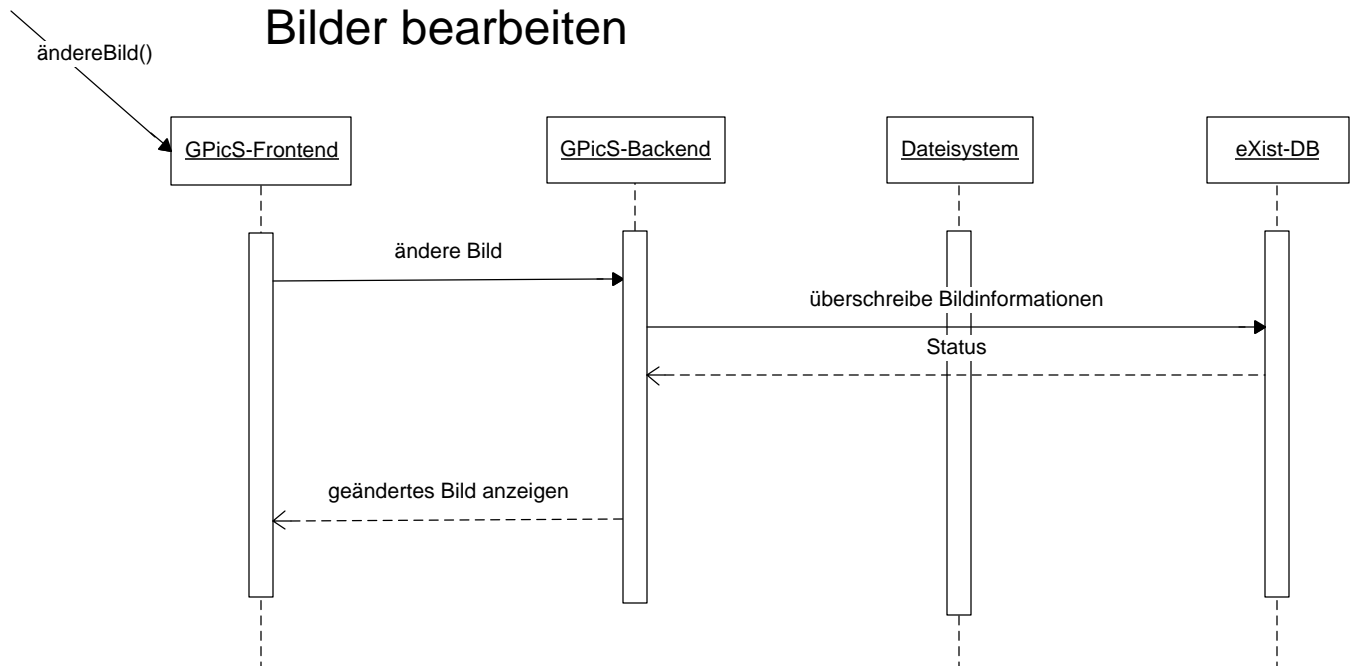 Bilder bearbeiten
ändereBild()
GPicS-Frontend
GPicS-Backend
Dateisystem
eXist-DB
ändere Bild
überschreibe Bildinformationen
Status
geändertes Bild anzeigen